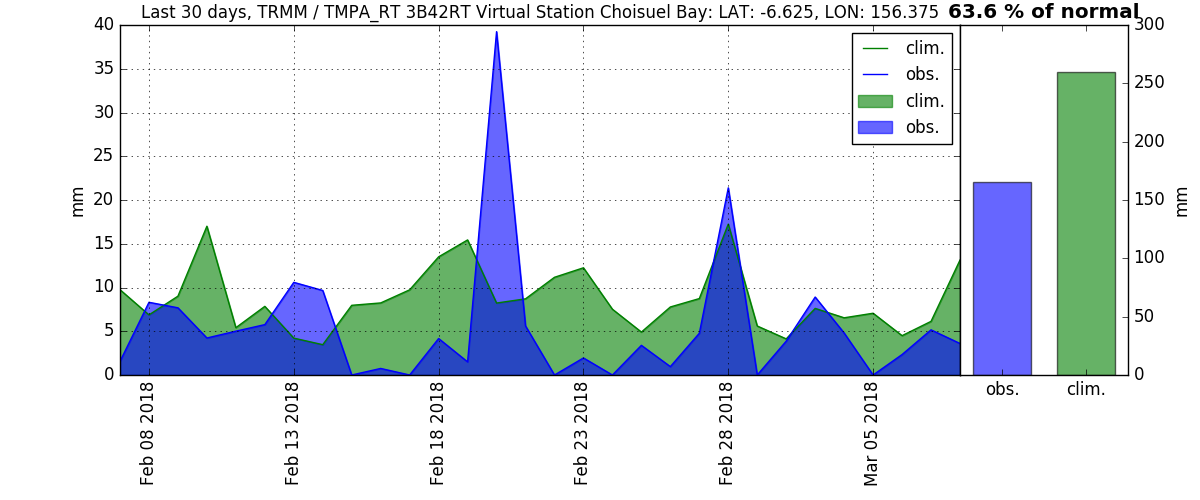 Last 30 days, TRMM / TMPA_RT 3B42RT Virtual Station Choisuel Bay: LAT: -6.625, LON: 156.375
63.6 % of normal
40
35
30
25
20
15
10
5
0
mm
clim.
obs.
clim.
obs.
Feb 08 2018
Feb 13 2018
Feb 18 2018
Feb 23 2018
Feb 28 2018
Mar 05 2018
300
250
200
150
100
50
0
mm
obs.
clim.